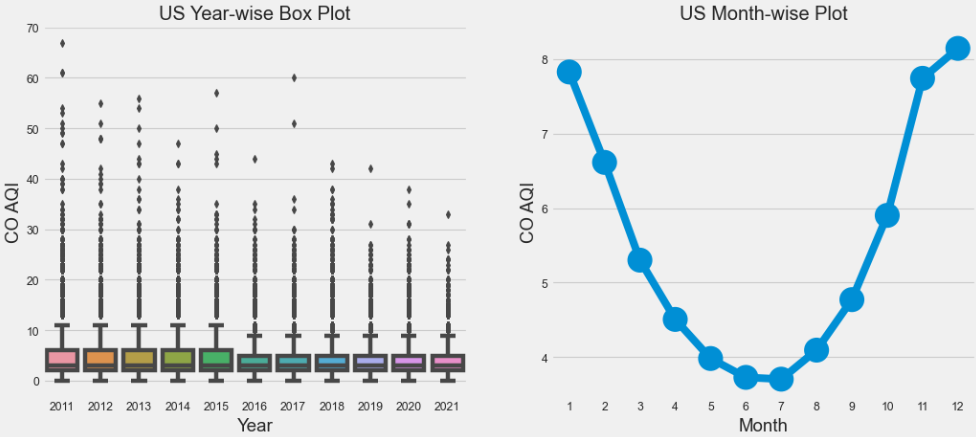 US Year-wise Box Plot
70
60
50
40
30
20
10
0
CO AQI
2011 2012 2013 2014 2015 2016 2017 2018 2019 2020 2021
Year
US Month-wise Plot
8
7
6
5
4
CO AQI
1 2 3 4 5 6 7 8 9 10 11 12
Month